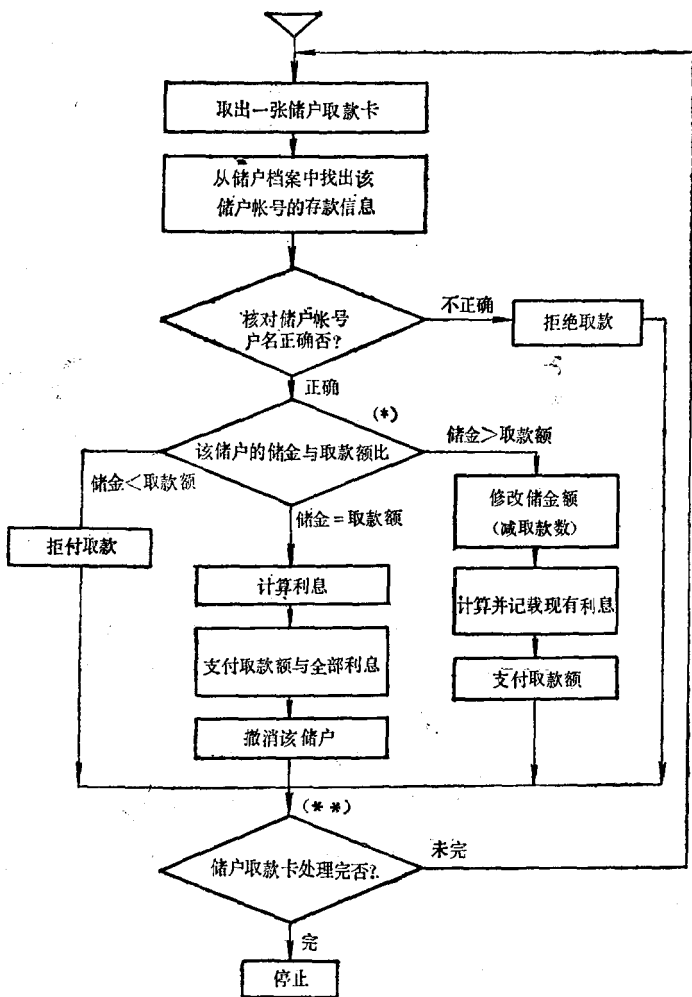 取出一张储户取款卡
从储户档案中找出该
储户帐号的存款信息
核对储户帐号
户名正确否?
不正确
拒绝取款
正确
(*)
该储户的储金与取款额比
储金>取款额
储金<取款额
修改储金额
(减取款数)
储金=取款额
拒付取款
计算利息
计算并记载现有利息
支付取款额与全部利息
支付取款额
撤消该储户
(**)
储户取款卡处理完否?
未完
完
停止